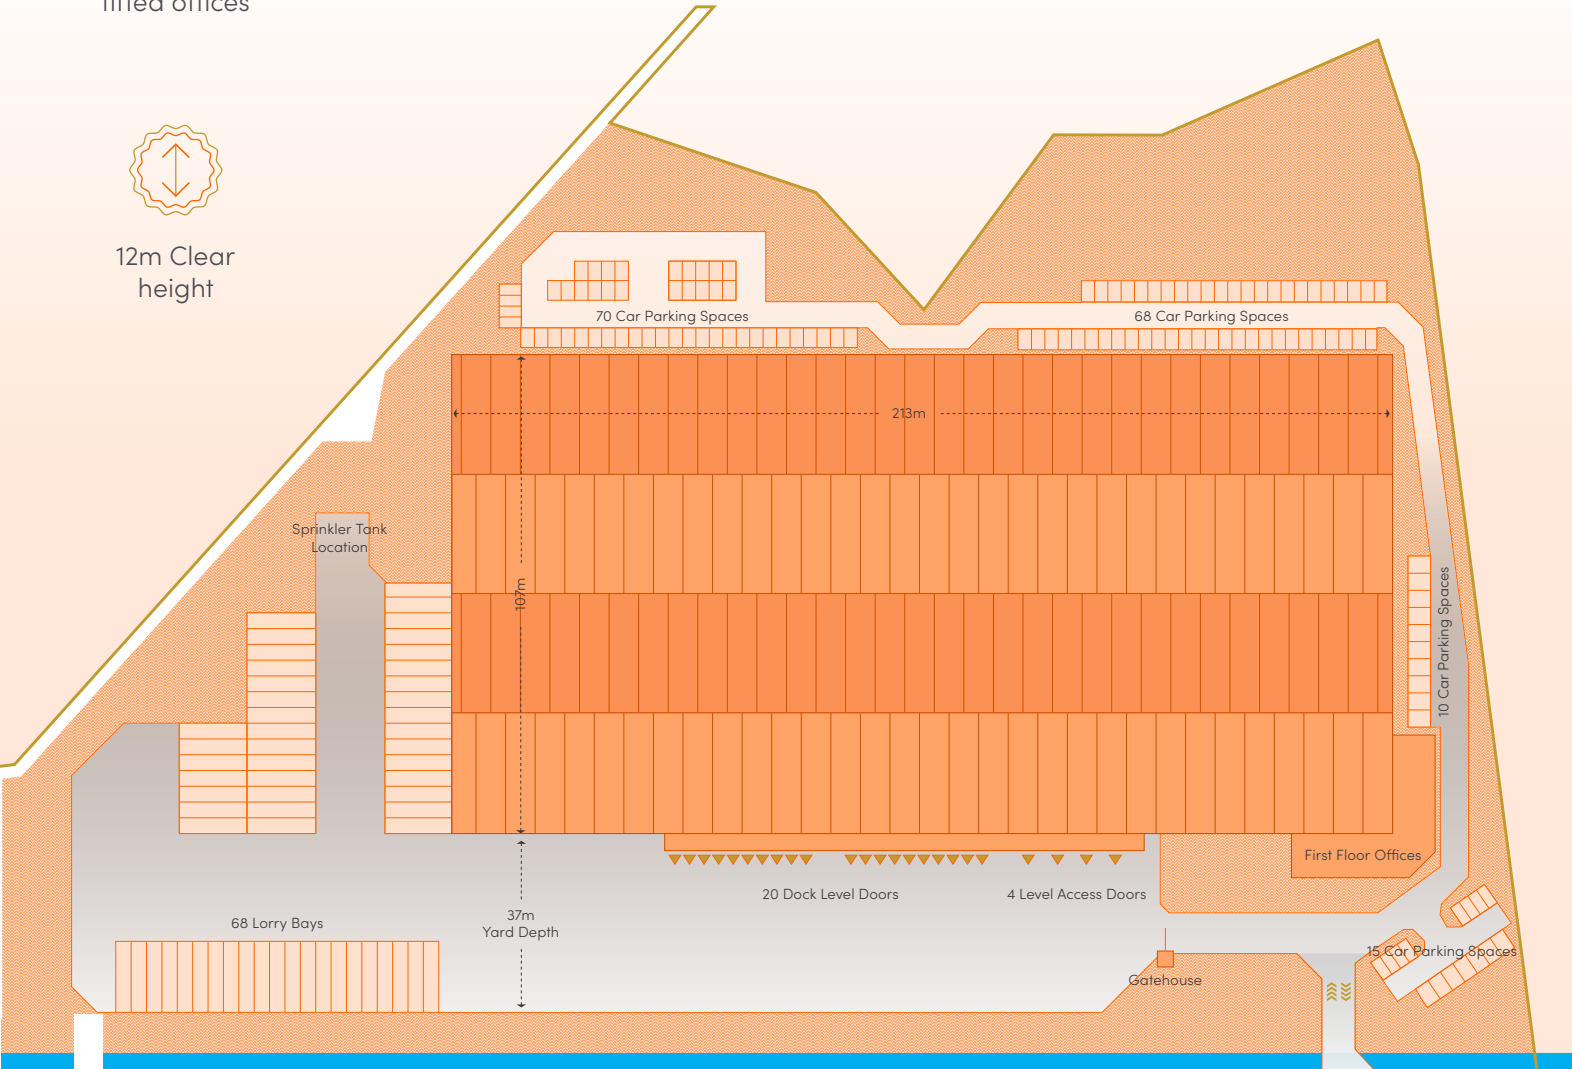 fitted offices
12m Clear
height
70 Car Parking Spaces
68 Car Parking Spaces
213m
Sprinkler Tank
Location
107m
10 Car Parking Spaces
First Floor Offices
20 Dock Level Doors
4 Level Access Doors
68 Lorry Bays
37m
Yard Depth
15 Car Parking Spaces
Gatehouse